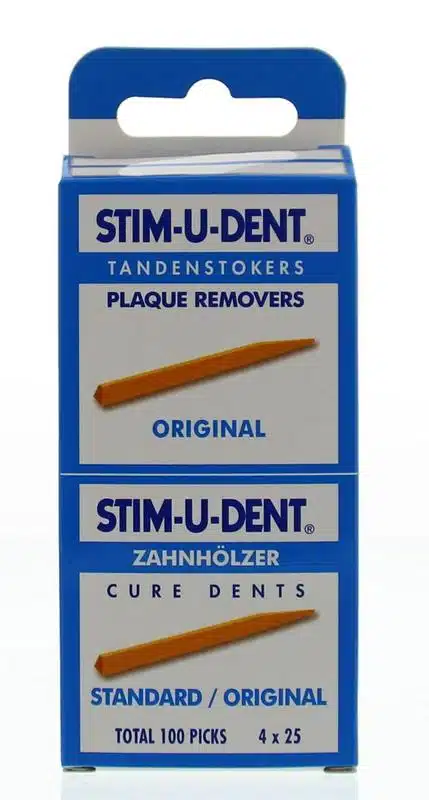 STIM-U-DENT®
TANDENSTOKERS
PLAQUE REMOVERS
ORIGINAL
STIM-U-DENT®
ZAHNHÖLZER
CURE DENTS
STANDARD / ORIGINAL
TOTAL 100 PICKS 4 x 25